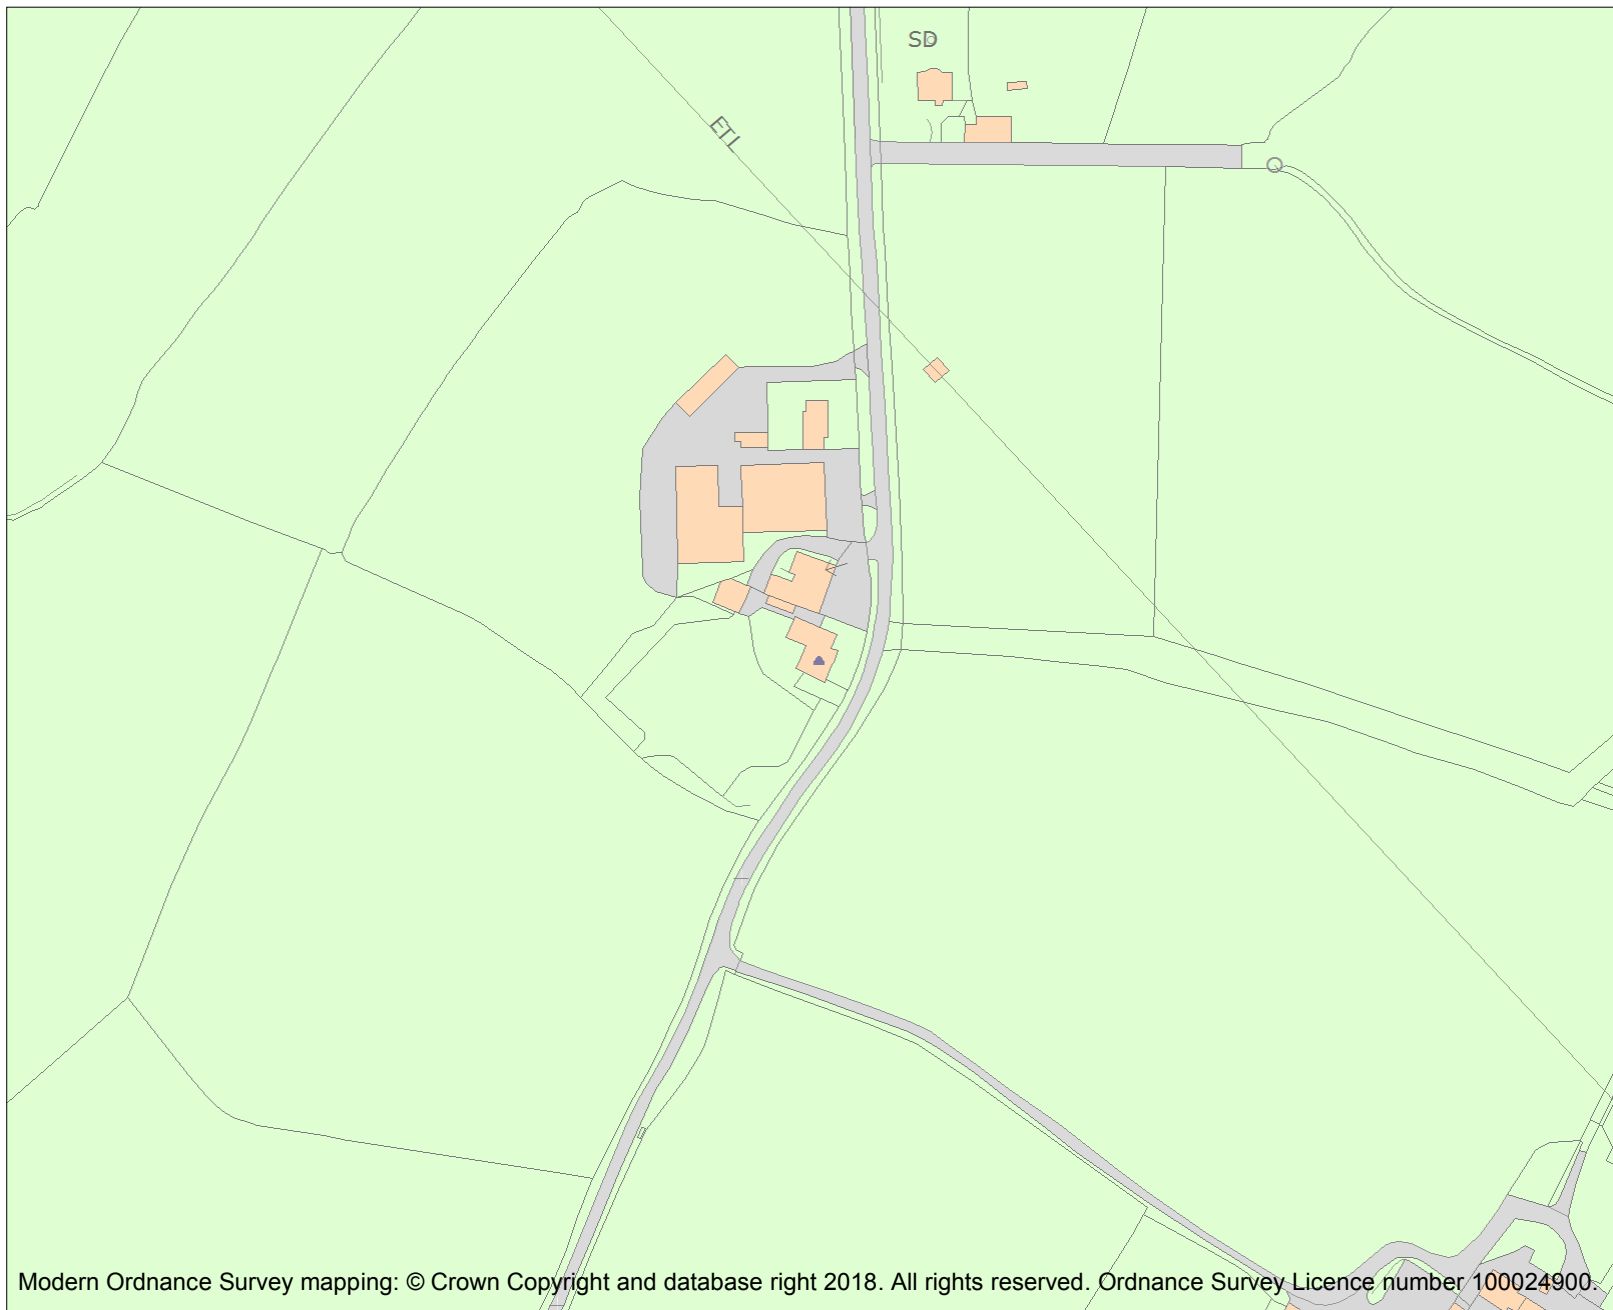 SD
ETL
Modern Ordnance Survey mapping: © Crown Copyright and database right 2018. All rights reserved. Ordnance Survey Licence number 100024900.